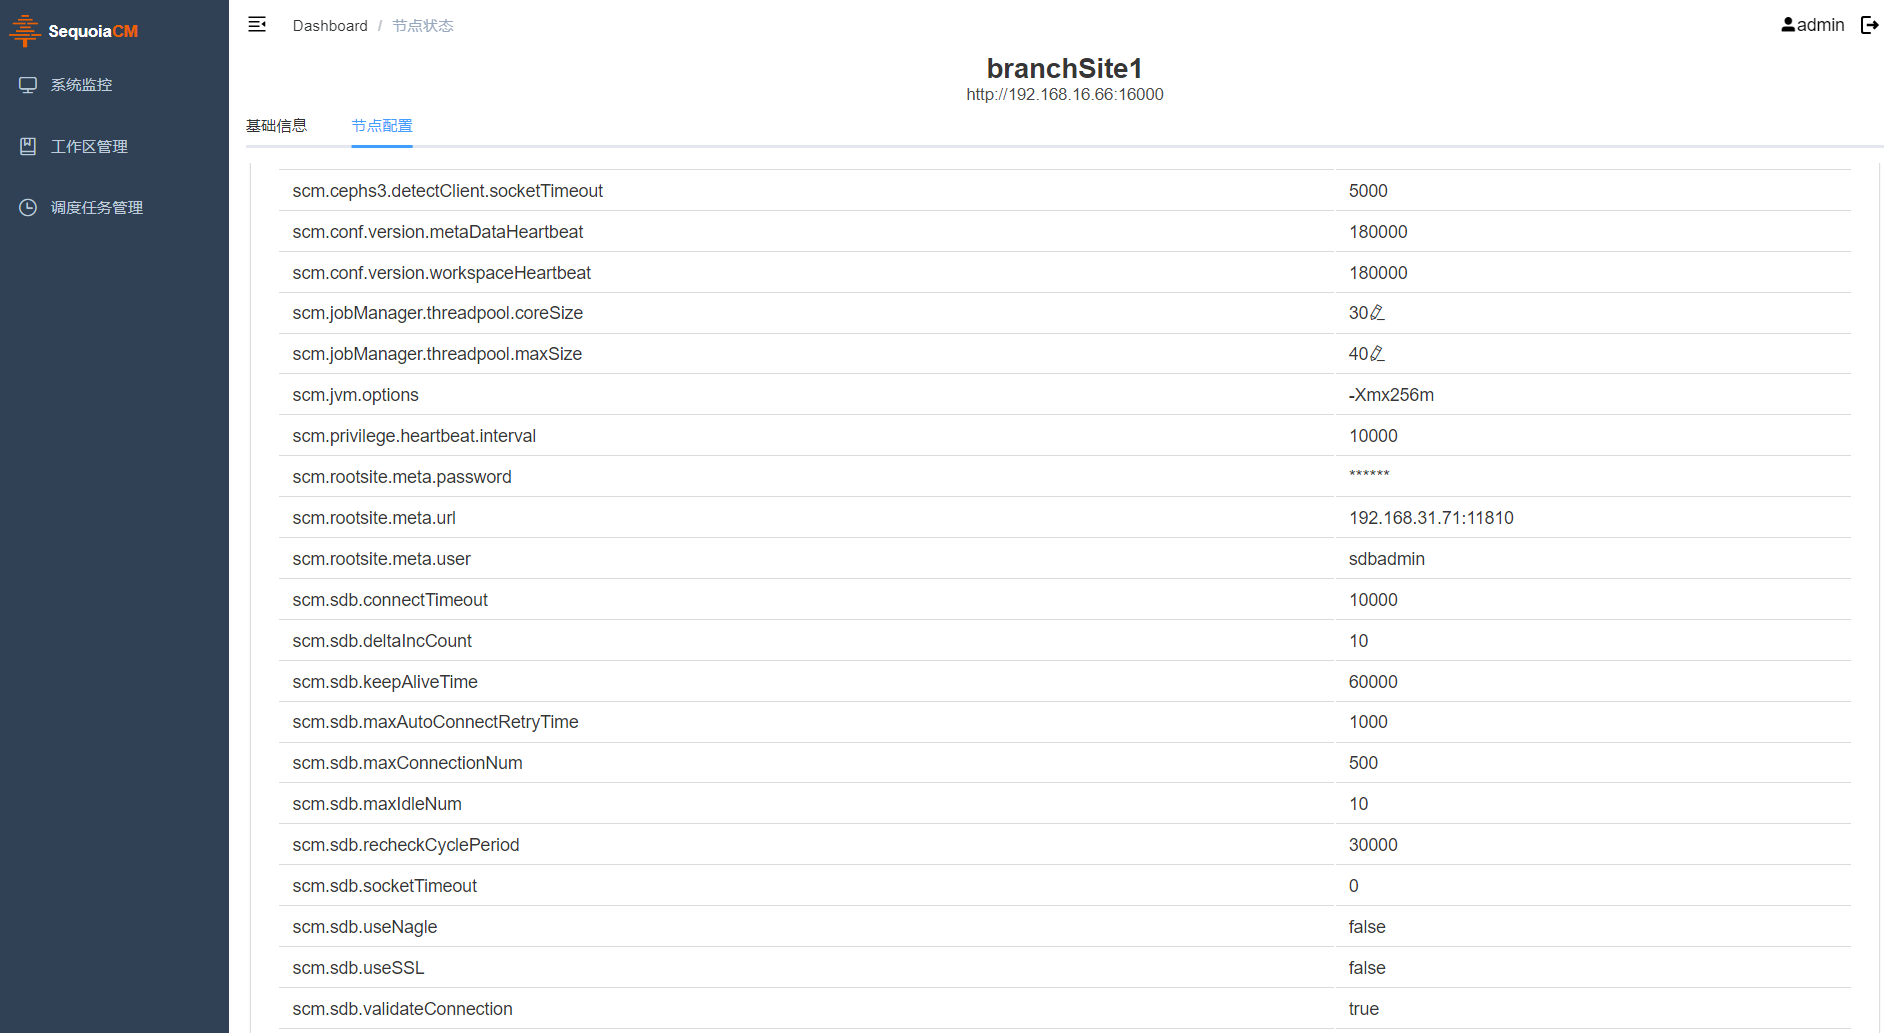 SequoiaCM
Dashboard / 节点状态
admin
系统监控
工作区管理
调度任务管理
branchSite1
http://192.168.16.66:16000
基础信息 节点配置
scm.cephs3.detectClient.socketTimeout 5000
scm.conf.version.metaDataHeartbeat 180000
scm.conf.version.workspaceHeartbeat 180000
scm.jobManager.threadpool.coreSize 30
scm.jobManager.threadpool.maxSize 40
scm.jvm.options -Xmx256m
scm.privilege.heartbeat.interval 10000
scm.rootsite.meta.password ******
scm.rootsite.meta.url 192.168.31.71:11810
scm.rootsite.meta.user sdbadmin
scm.sdb.connectTimeout 10000
scm.sdb.deltaIncCount 10
scm.sdb.keepAliveTime 60000
scm.sdb.maxAutoConnectRetryTime 1000
scm.sdb.maxConnectionNum 500
scm.sdb.maxIdleNum 10
scm.sdb.recheckCyclePeriod 30000
scm.sdb.socketTimeout 0
scm.sdb.useNagle false
scm.sdb.useSSL false
scm.sdb.validateConnection true